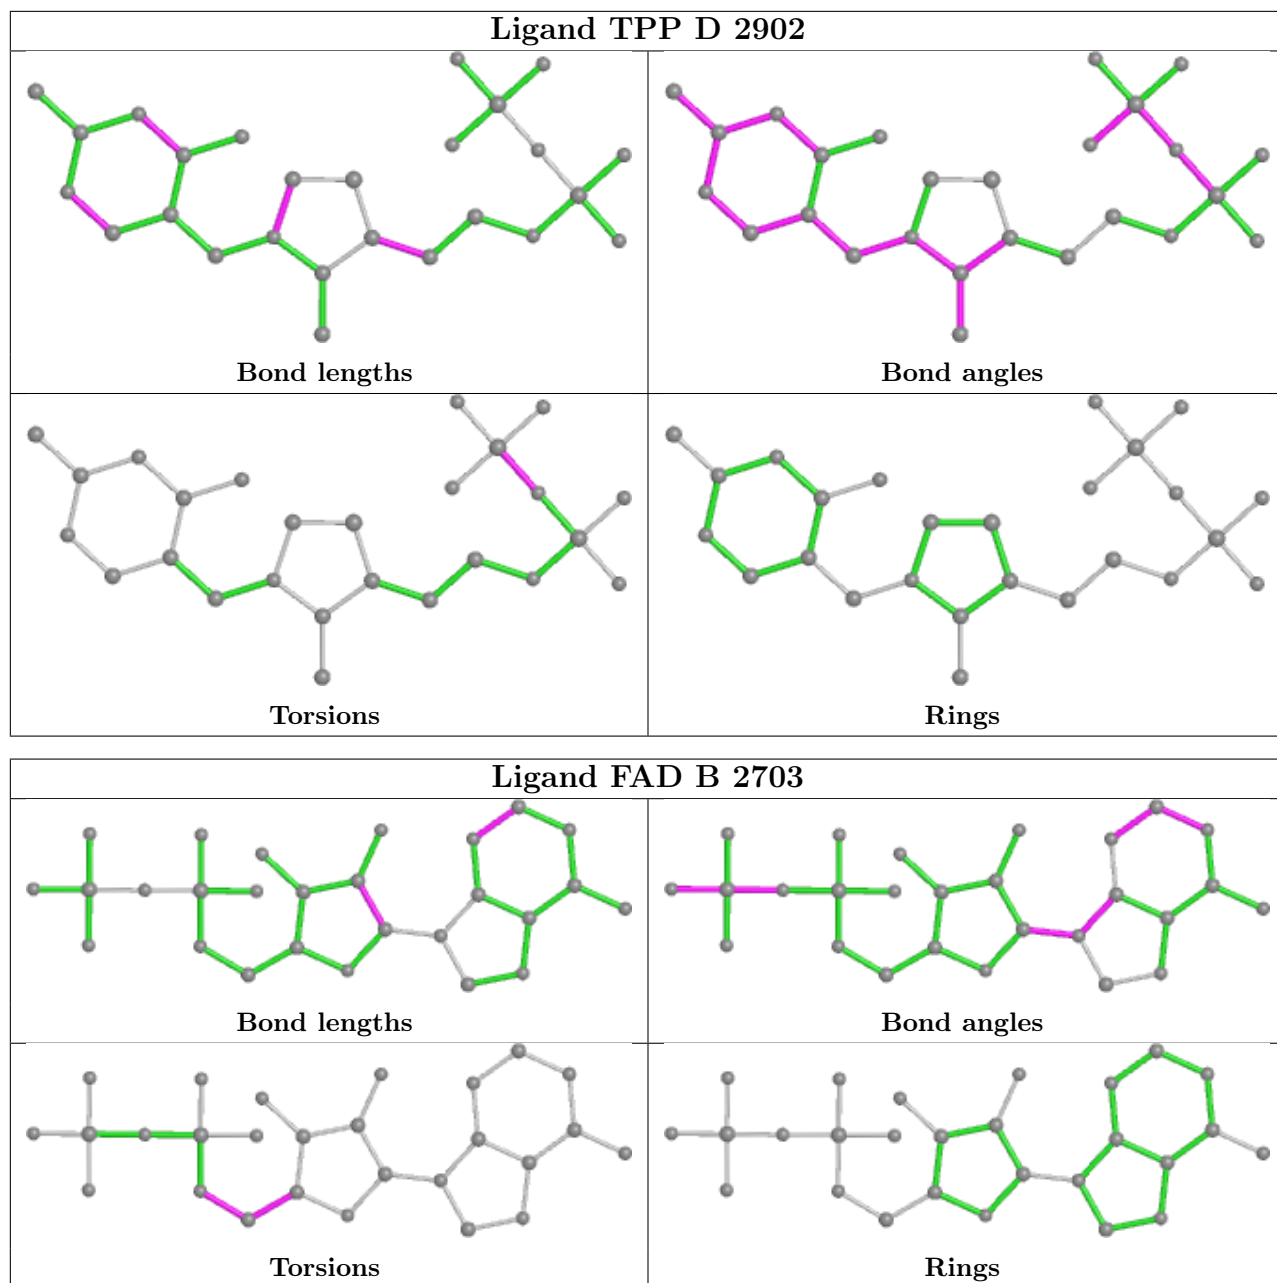 Ligand TPP D 2902
Bond lengths
Bond angles
Torsions
Rings
Ligand FAD B 2703
Bond lengths
Bond angles
Torsions
Rings